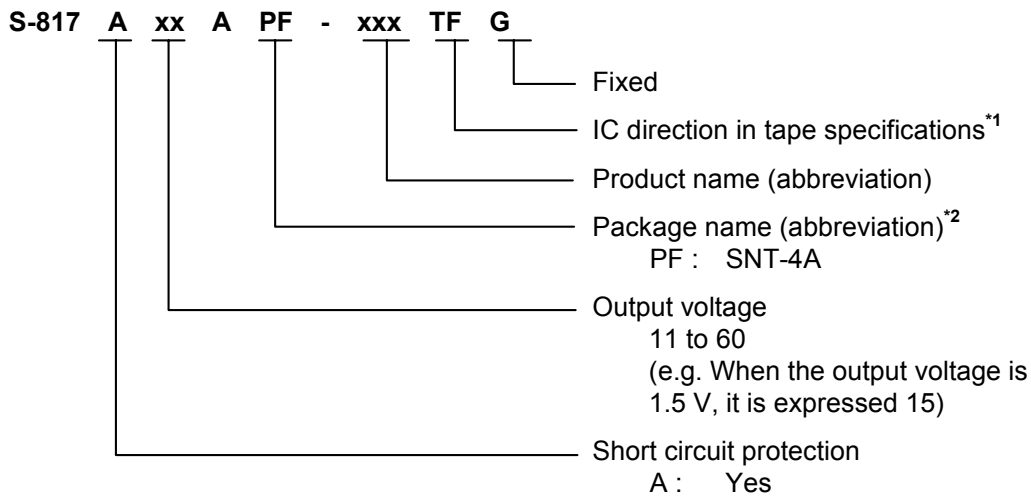 S-817 A xx A PF - xxx TF G
Fixed
IC direction in tape specifications*1
Product name (abbreviation)
Package name (abbreviation)*2
PF : SNT-4A
Output voltage
11 to 60
(e.g. When the output voltage is
1.5 V, it is expressed 15)
Short circuit protection
A : Yes